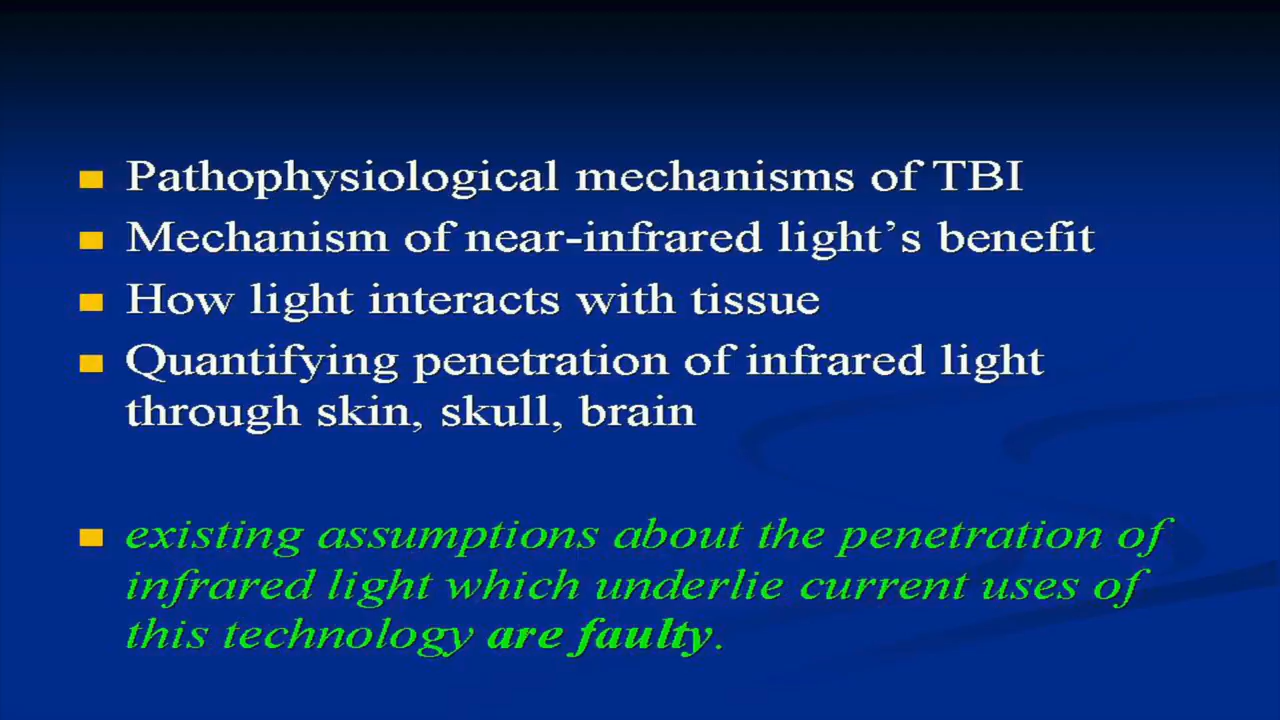 Pathophysiological mechanisms of TBI
Mechanism of near-infrared light’s benefit
How light interacts with tissue
Quantifying penetration of infrared light
through skin, skull, brain
existing assumptions about the penetration of
infrared light which underlie current uses of
this technology are faulty.